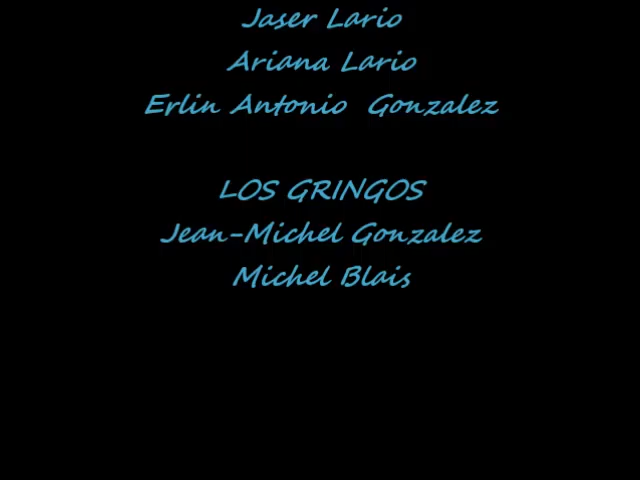 Jaser Lario
Ariana Lario
Erlin Antonio Gonzalez
LOS GRINGOS
Jean-Michel Gonzalez
Michel Blais